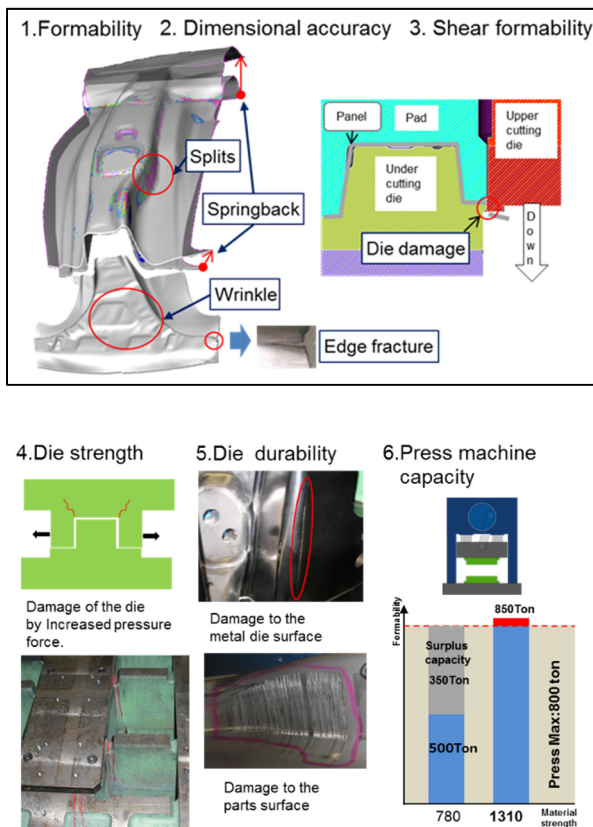 1.Formability 2. Dimensional accuracy 3. Shear formability
Splits
Springback
Wrinkle
Edge fracture
Panel
Pad
Upper
cutting
die
Under
cutting
die
Die damage
Down
4.Die strength
Damage of the die
by Increased pressure
force.
5.Die durability
Damage to the
metal die surface
Damage to the
parts surface
6.Press machine
capacity
Formability
850Ton
Surplus
capacity
350Ton
500Ton
Press Max:800 ton
780 1310 Material
strength